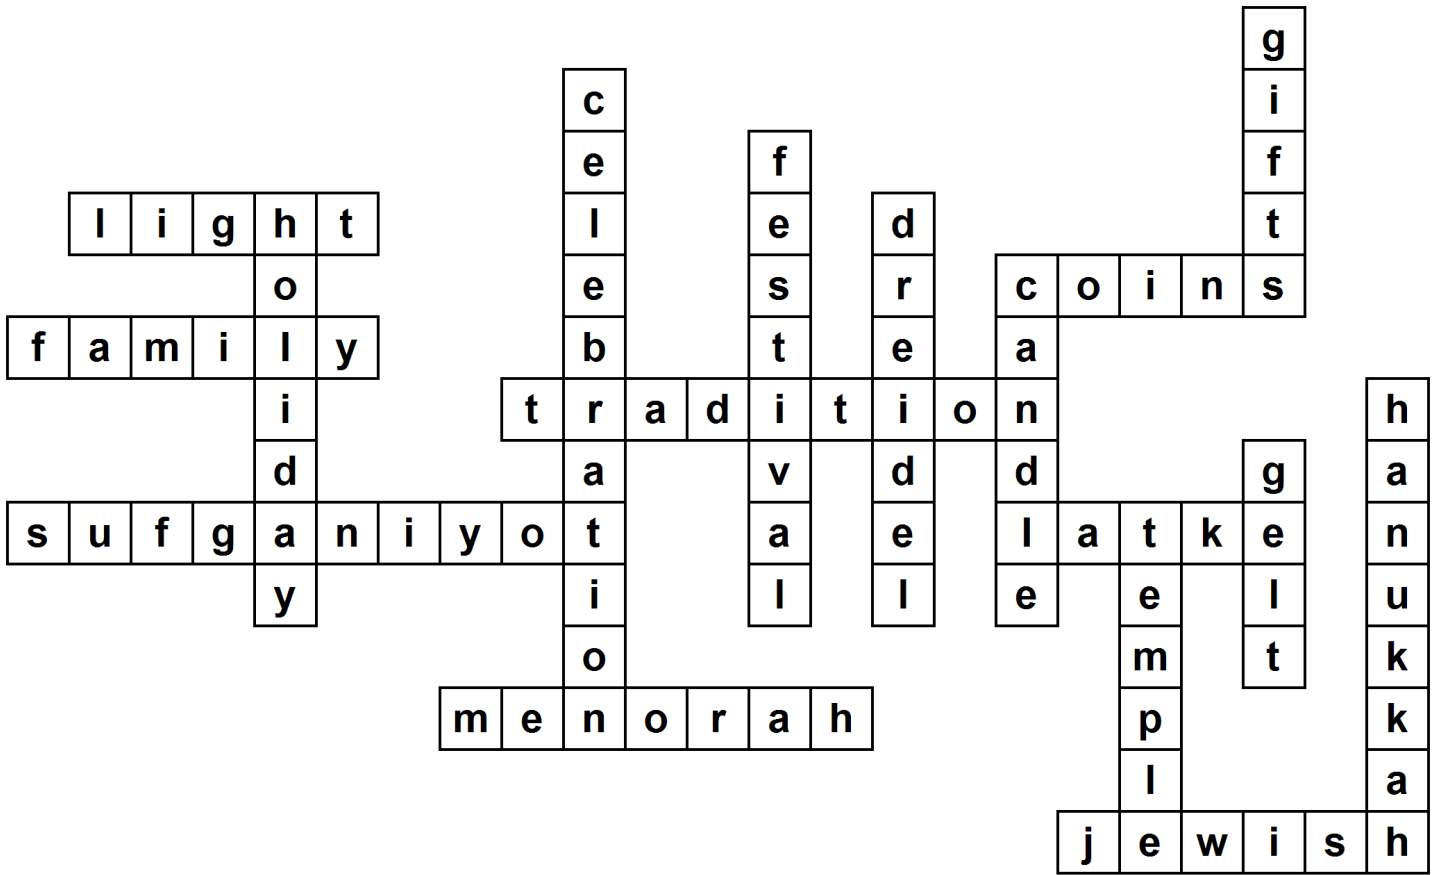 light
family
sufganiyot
holiday
celebration
tradition
menorah
festival
dreidel
candle
coins
gifts
latke
gelt
temple
jewish
hanukkah